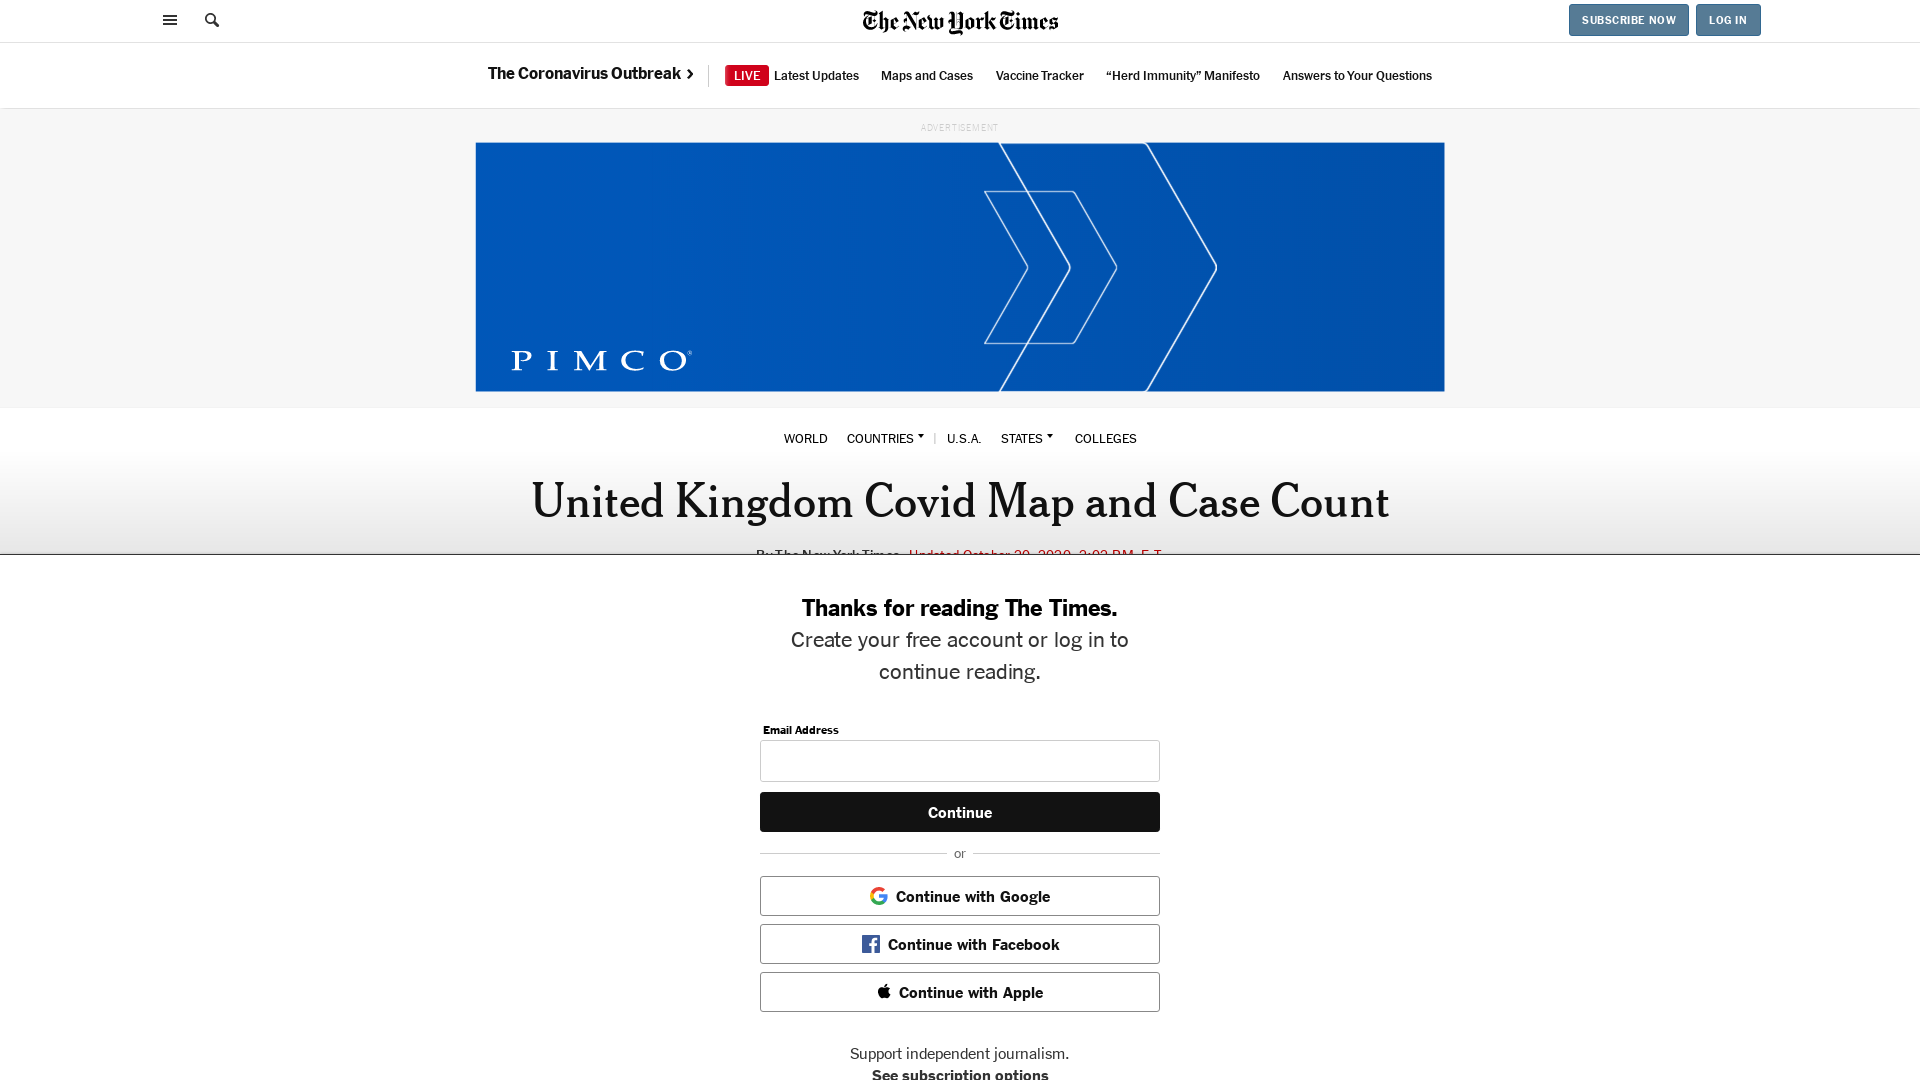 The New York Times
SUBSCRIBE NOW
LOG IN
The Coronavirus Outbreak
LIVE Latest Updates
Maps and Cases
Vaccine Tracker
“Herd Immunity” Manifesto
Answers to Your Questions
ADVERTISEMENT
PIMCO®
WORLD
COUNTRIES
U.S.A.
STATES
COLLEGES
United Kingdom Covid Map and Case Count
By The New York Times Updated October 20, 2020,
Thanks for reading The Times.
Create your free account or log in to
continue reading.
Email Address
Continue
or
Continue with Google
Continue with Facebook
Continue with Apple
Support independent journalism.
See subscription options